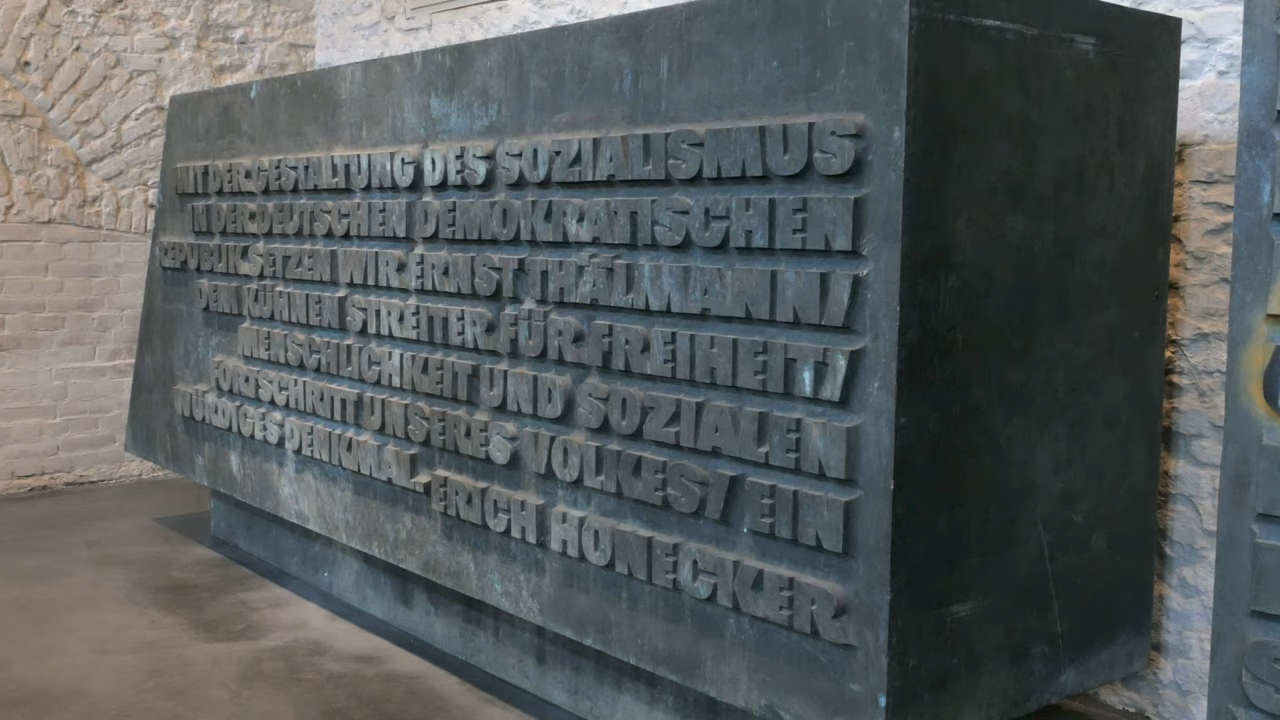 MIT DER GESTALTUNG DES SOZIALISMUS
IN DER DEUTSCHEN DEMOKRATISCHEN
REPUBLIK SETZEN WIR ERNST THÄLMANN/
DEM KÜHNEN STREITER FÜR FREIHEIT/
MENSCHLICHKEIT UND SOZIALEN
FORTSCHRITT UNSERES VOLKES/ EIN
WÜRDIGES DENKMAL. ERICH HONECKER